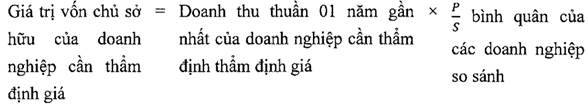 Giá trị vốn chủ sở = Doanh thu thuần 01 năm gần × P/S bình quân của
hữu của doanh nhất của doanh nghiệp cần thẩm các doanh nghiệp
nghiệp cần thẩm định thẩm định giá so sánh
định giá